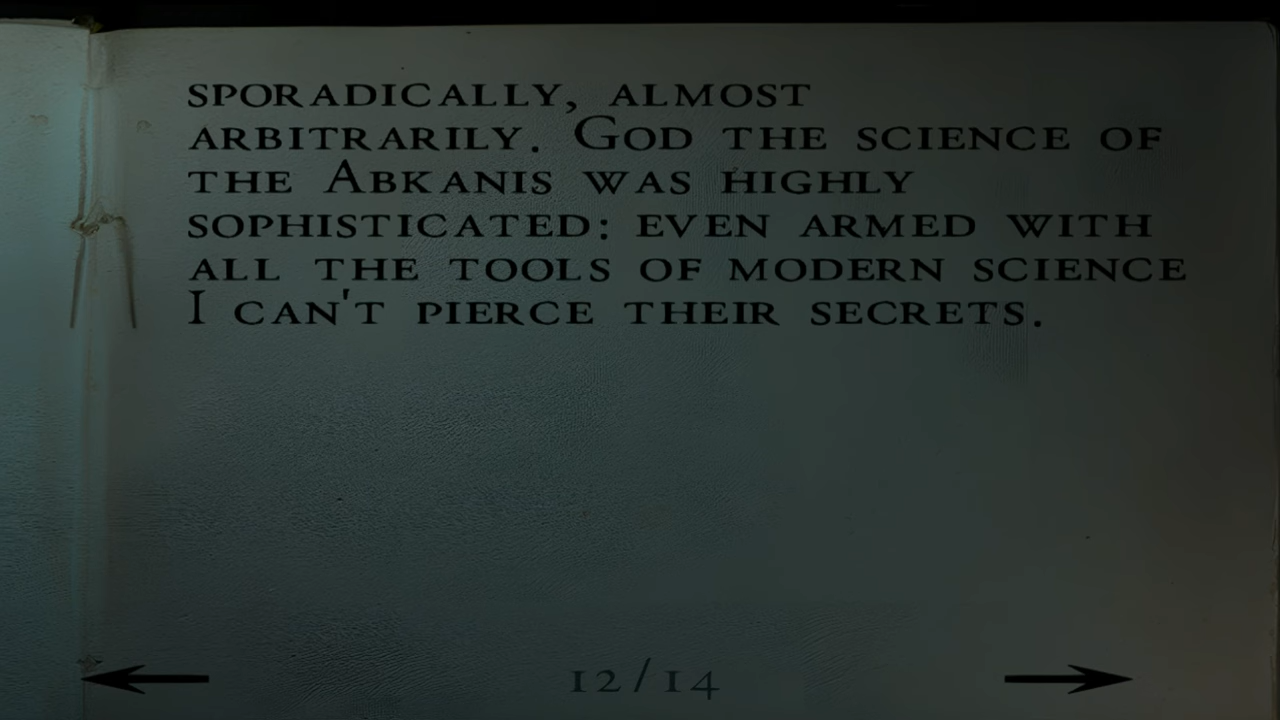 SPORADICALLY, ALMOST
ARBITRARILY. GOD THE SCIENCE OF
THE ABKANIS WAS HIGHLY
SOPHISTICATED: EVEN ARMED WITH
ALL THE TOOLS OF MODERN SCIENCE
I CAN'T PIERCE THEIR SECRETS.
12/14